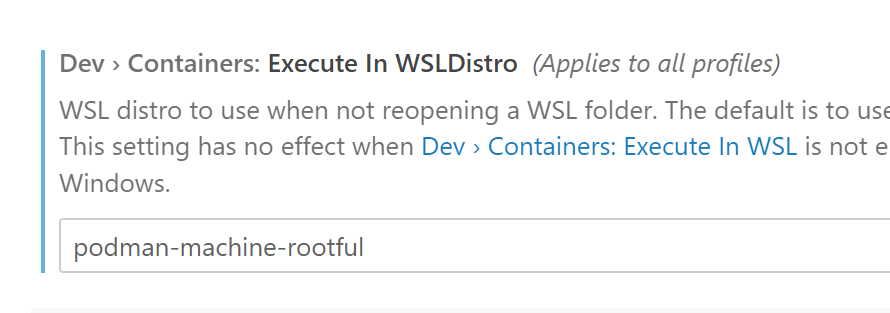 Dev › Containers: Execute In WSLDistro (Applies to all profiles)
WSL distro to use when not reopening a WSL folder. The default is to use
This setting has no effect when Dev › Containers: Execute In WSL is not e
Windows.
podman-machine-rootful